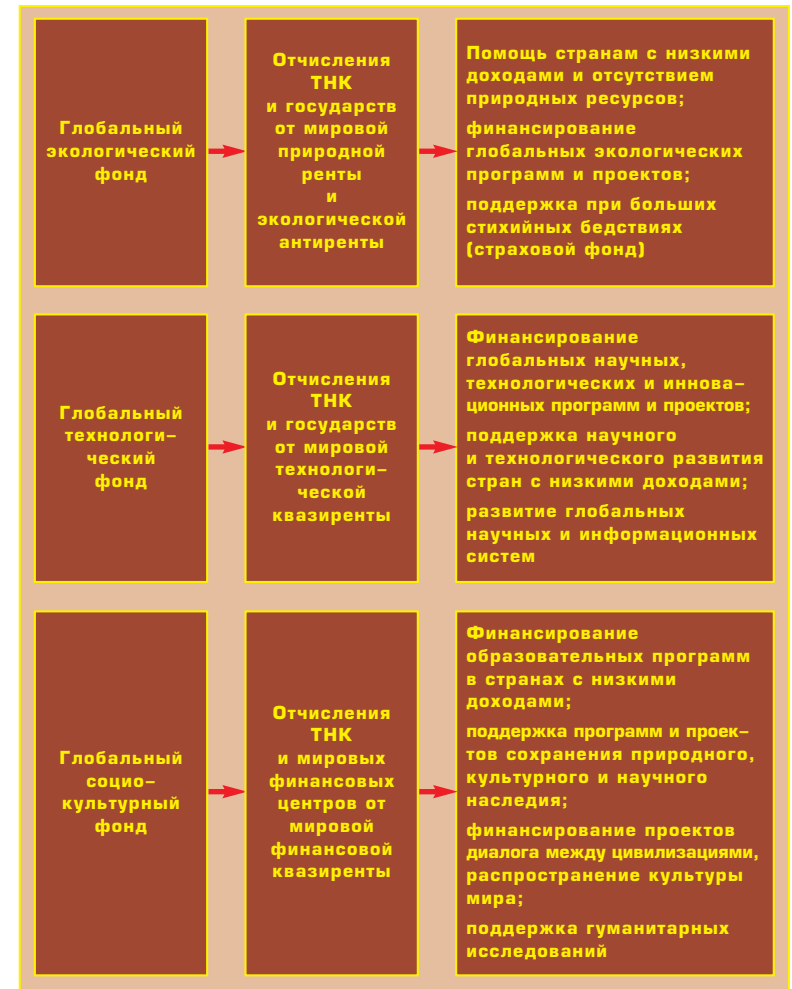 Глобальный
экологический
фонд
Отчисления
ТНК
и государств
от мировой
природной
ренты
и
экологической
антиренты
Помощь странам с низкими
доходами и отсутствием
природных ресурсов;
финансирование
глобальных экологических
программ и проектов;
поддержка при больших
стихийных бедствиях
(страховой фонд)
Глобальный
технологи-
ческий
фонд
Отчисления
ТНК
и государств
от мировой
технологи-
ческой
квазиренты
Финансирование
глобальных научных,
технологических и иннова-
ционных программ и проектов;
поддержка научного
и технологического развития
стран с низкими доходами;
развитие глобальных
научных и информационных
систем
Глобальный
социо-
культурный
фонд
Отчисления
ТНК
и мировых
финансовых
центров от
мировой
финансовой
квазиренты
Финансирование
образовательных программ
в странах с низкими
доходами;
поддержка программ и проек-
тов сохранения природного,
культурного и научного
наследия;
финансирование проектов
диалога между цивилизациями,
распространение культуры
мира;
поддержка гуманитарных
исследований